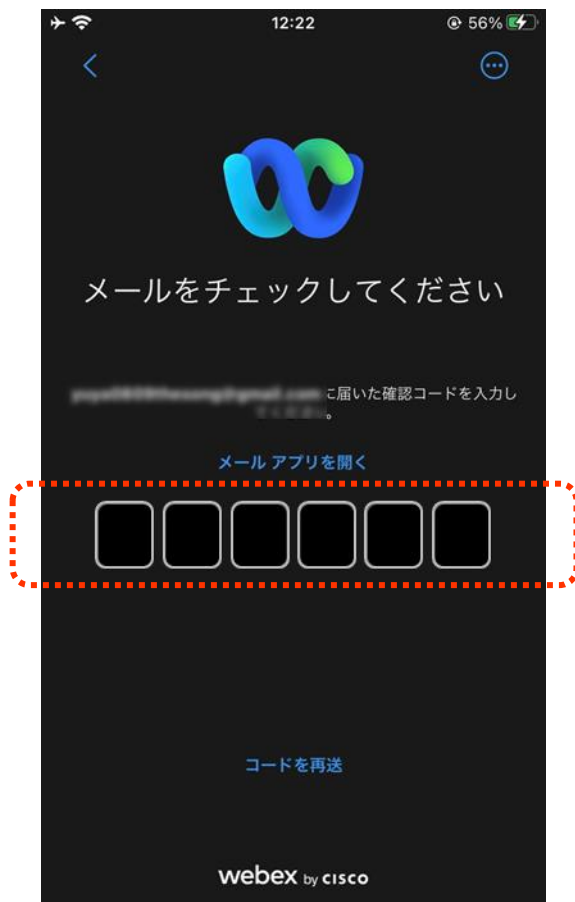 12:22
56%
メールをチェックしてください
に届いた確認コードを入力し
。
メール アプリを開く
コードを再送
webex by CISCO